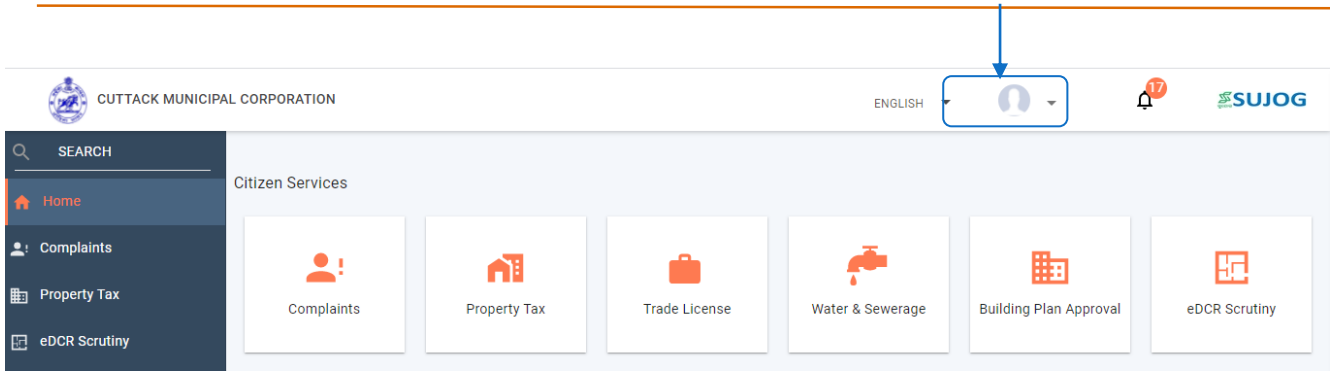 CUTTACK MUNICIPAL CORPORATION
ENGLISH
17
SUJOG
SEARCH
Home
Complaints
Property Tax
eDCR Scrutiny
Citizen Services
Complaints
Property Tax
Trade License
Water & Sewerage
Building Plan Approval
eDCR Scrutiny